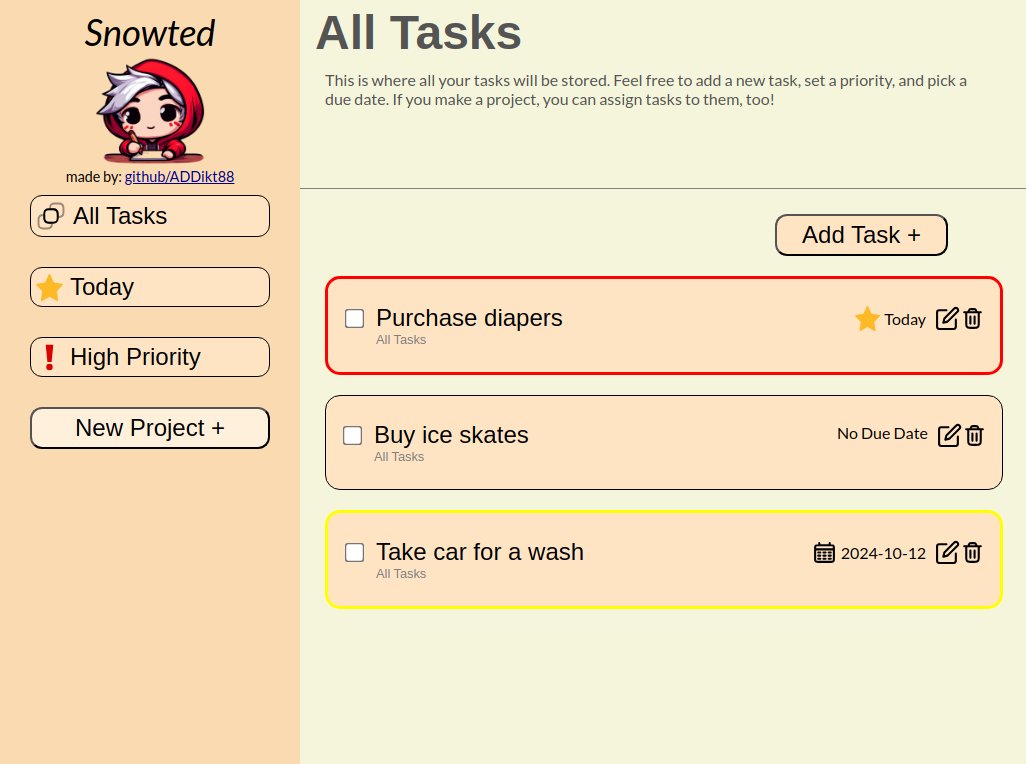 Snowted
made by: github/ADDikt88
All Tasks
Today
High Priority
New Project +
All Tasks
This is where all your tasks will be stored. Feel free to add a new task, set a priority, and pick a
due date. If you make a project, you can assign tasks to them, too!
Add Task +
Purchase diapers
All Tasks
Today
Buy ice skates
All Tasks
No Due Date
Take car for a wash
All Tasks
2024-10-12